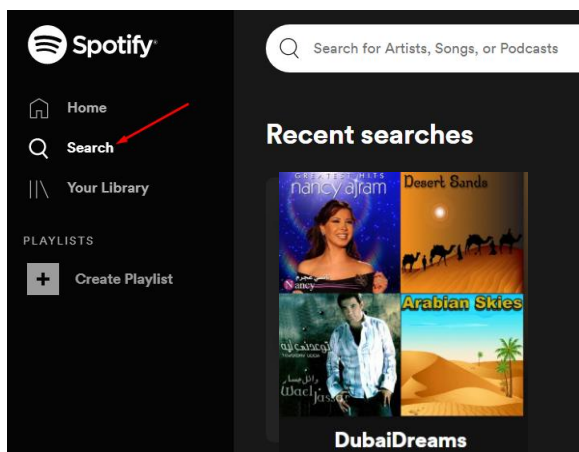 Spotify
Search for Artists, Songs, or Podcasts
Home
Search
Your Library
PLAYLISTS
Create Playlist
Recent searches
GREATEST HITS
nancy ajram
Nancy
Desert Sands
Arabian Skies
Wael Jassar
DubaiDreams